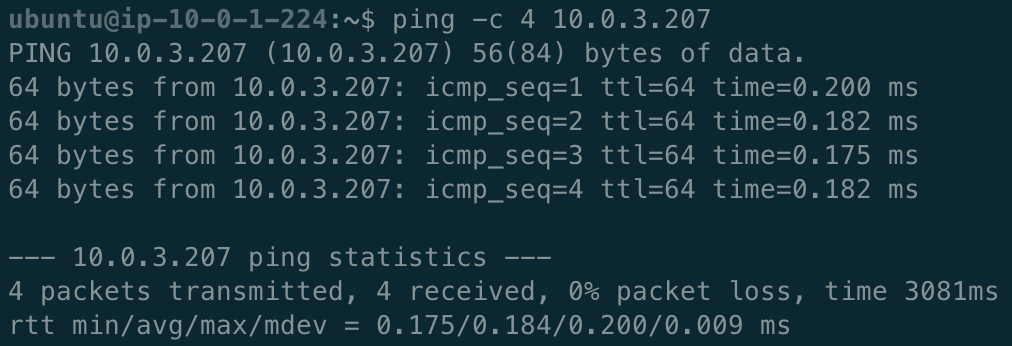 ubuntu@ip-10-0-1-224:~$ ping -c 4 10.0.3.207
PING 10.0.3.207 (10.0.3.207) 56(84) bytes of data.
64 bytes from 10.0.3.207: icmp_seq=1 ttl=64 time=0.200 ms
64 bytes from 10.0.3.207: icmp_seq=2 ttl=64 time=0.182 ms
64 bytes from 10.0.3.207: icmp_seq=3 ttl=64 time=0.175 ms
64 bytes from 10.0.3.207: icmp_seq=4 ttl=64 time=0.182 ms
--- 10.0.3.207 ping statistics ---
4 packets transmitted, 4 received, 0% packet loss, time 3081ms
rtt min/avg/max/mdev = 0.175/0.184/0.200/0.009 ms